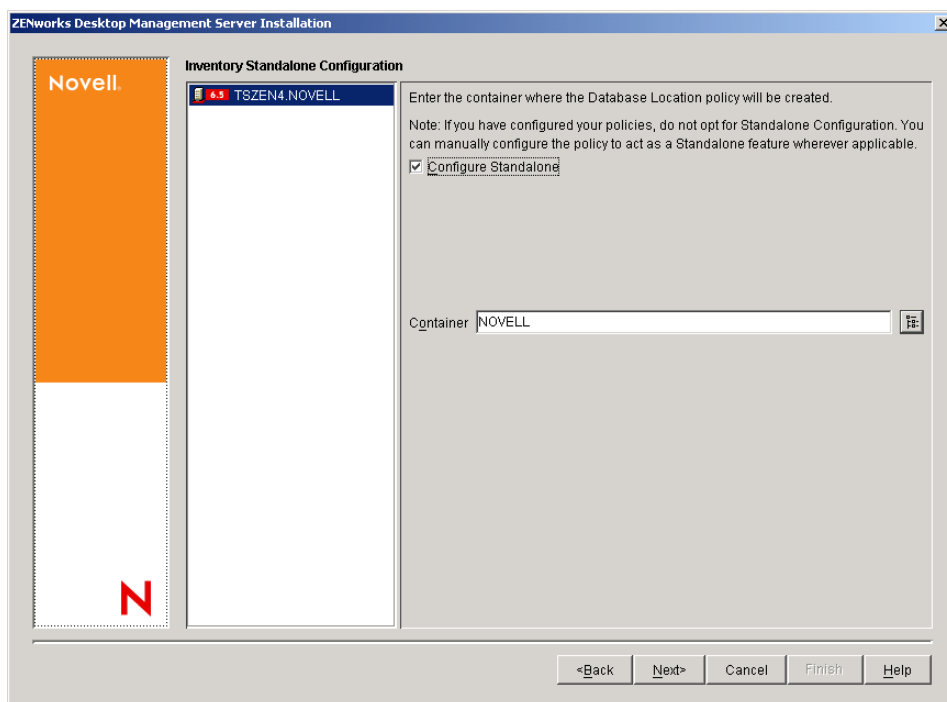 ZENworks Desktop Management Server Installation
Novell.
Inventory Standalone Configuration
6.5 TSZEN4.NOVELL
Enter the container where the Database Location policy will be created.
Note: If you have configured your policies, do not opt for Standalone Configuration. You
can manually configure the policy to act as a Standalone feature wherever applicable.
Configure Standalone
Container NOVELL
N
<Back Next> Cancel Finish Help